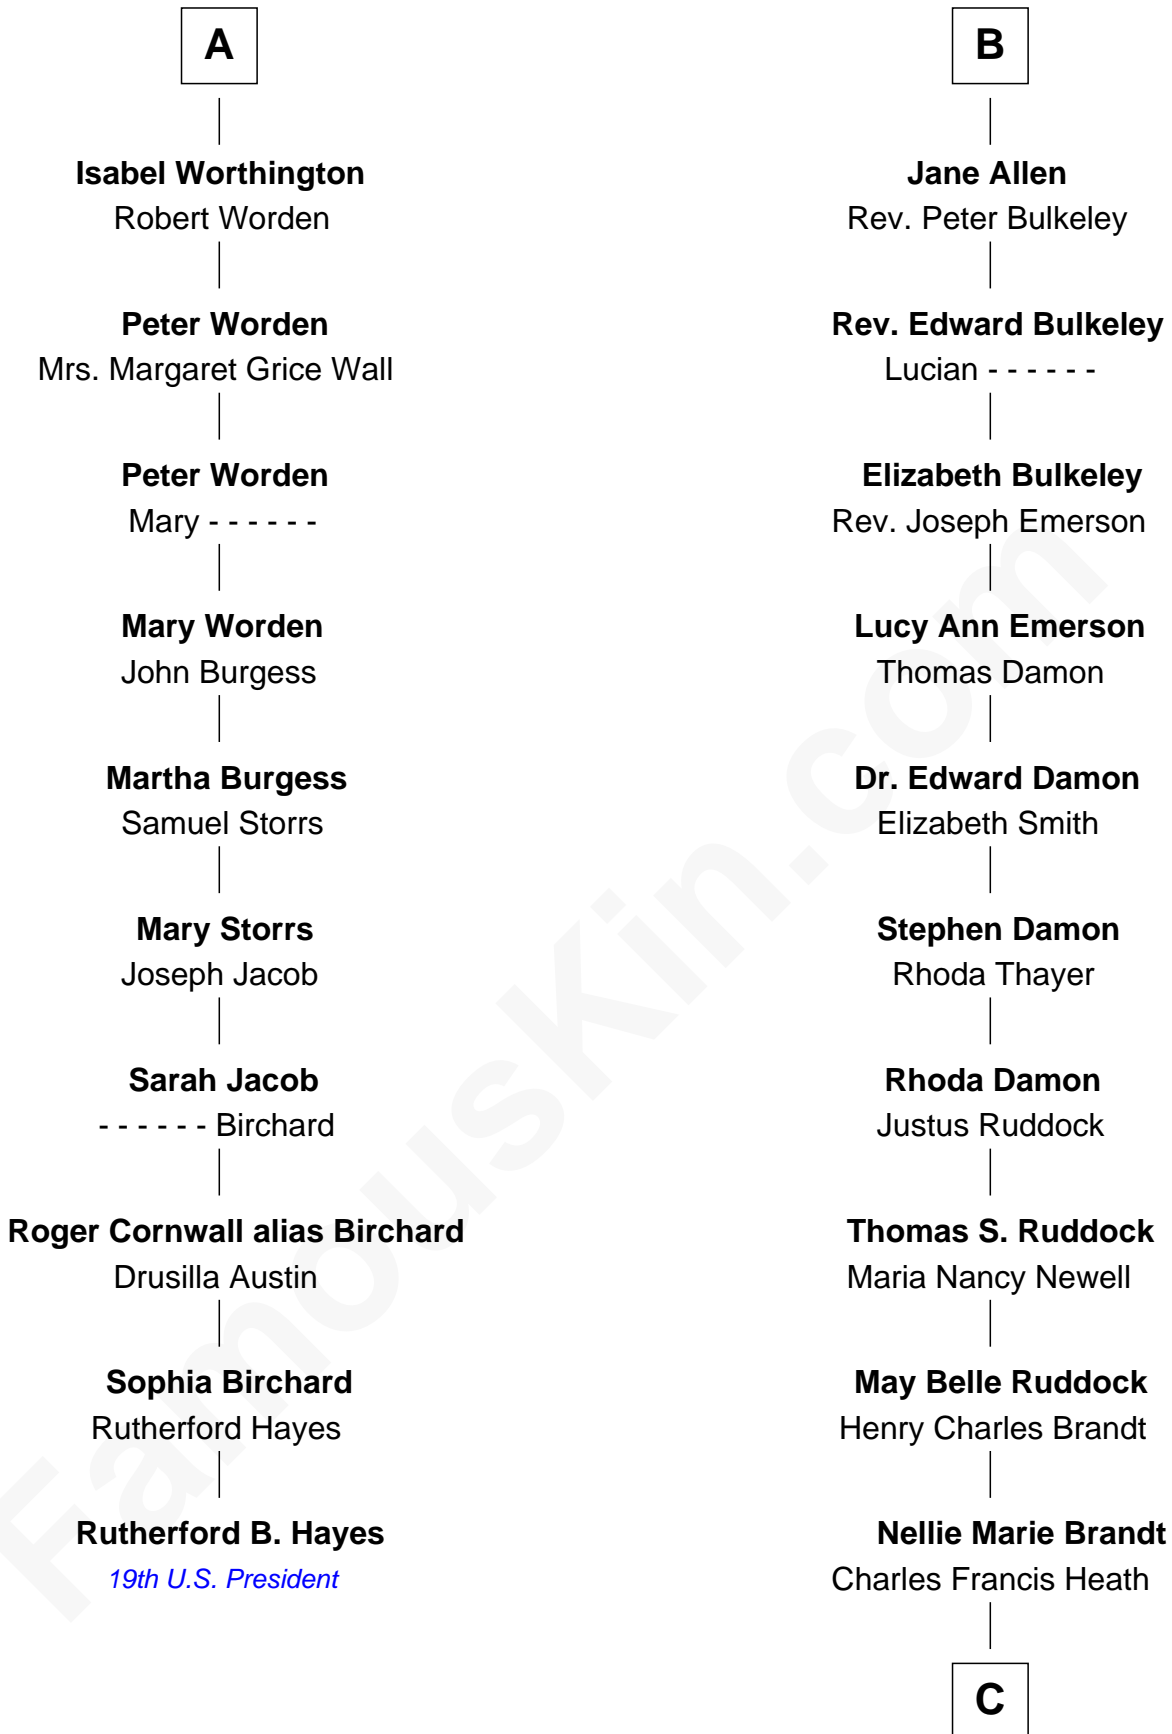 A
Isabel Worthington
Robert Worden
Peter Worden
Mrs. Margaret Grice Wall
Peter Worden
Mary - - - - - -
Mary Worden
John Burgess
Martha Burgess
Samuel Storrs
Mary Storrs
Joseph Jacob
Sarah Jacob
- - - - - - Birchard
Roger Cornwall alias Birchard
Drusilla Austin
Sophia Birchard
Rutherford Hayes
Rutherford B. Hayes
19th U.S. President
B
Jane Allen
Rev. Peter Bulkeley
Rev. Edward Bulkeley
Lucian - - - - - -
Elizabeth Bulkeley
Rev. Joseph Emerson
Lucy Ann Emerson
Thomas Damon
Dr. Edward Damon
Elizabeth Smith
Stephen Damon
Rhoda Thayer
Rhoda Damon
Justus Ruddock
Thomas S. Ruddock
Maria Nancy Newell
May Belle Ruddock
Henry Charles Brandt
Nellie Marie Brandt
Charles Francis Heath
C
FamousKin.com